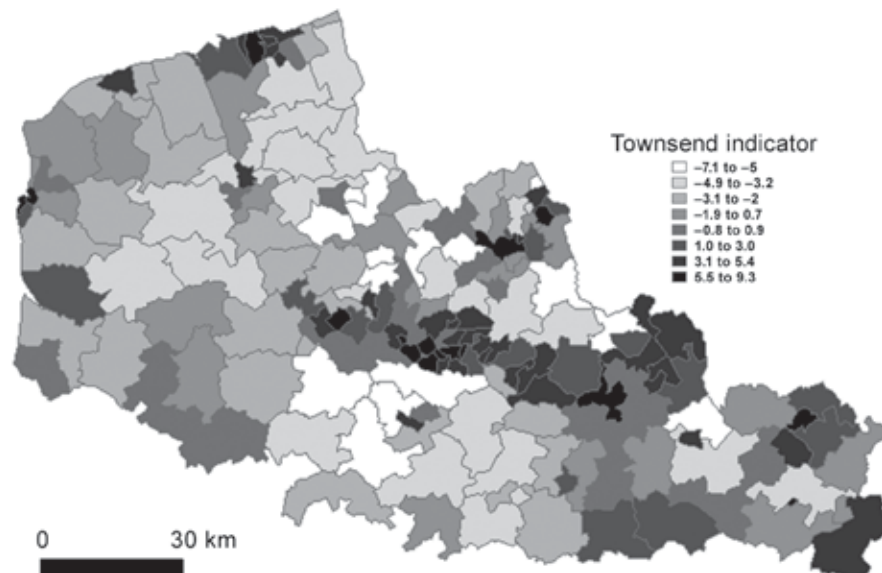 Townsend indicator
–7.1 to –5
–4.9 to –3.2
–3.1 to –2
–1.9 to 0.7
–0.8 to 0.9
1.0 to 3.0
3.1 to 5.4
5.5 to 9.3
0 30 km